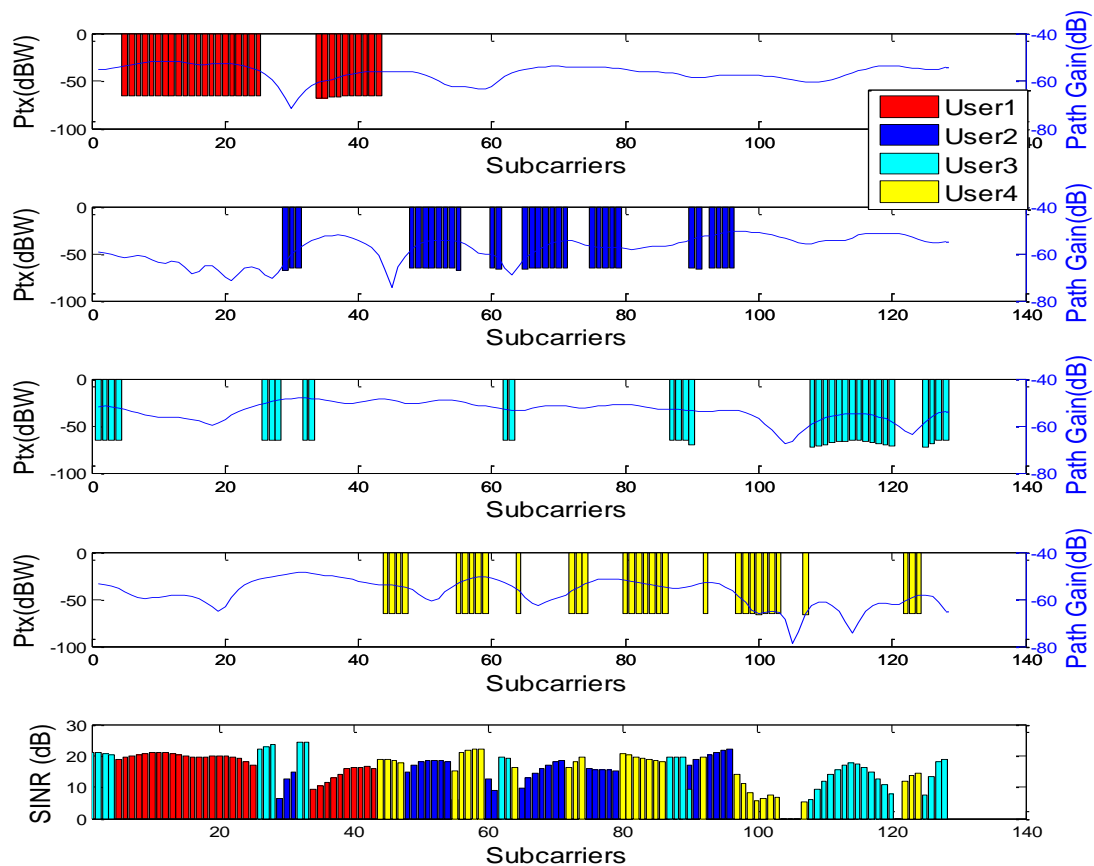 0 -40
Ptx(dBW) -50 -60 Path Gain(dB)
-100 -80
0 20 40 60 80 100 140
Subcarriers
User1
User2
User3
User4
0 -40
Ptx(dBW) -50 -60 Path Gain(dB)
-100 -80
0 20 40 60 80 100 120 140
Subcarriers
0 -40
Ptx(dBW) -50 -60 Path Gain(dB)
-100 -80
0 20 40 60 80 100 120 140
Subcarriers
0 -40
Ptx(dBW) -50 -60 Path Gain(dB)
-100 -80
0 20 40 60 80 100 120 140
Subcarriers
30
20
SINR (dB)
10
0
20 40 60 80 100 120 140
Subcarriers